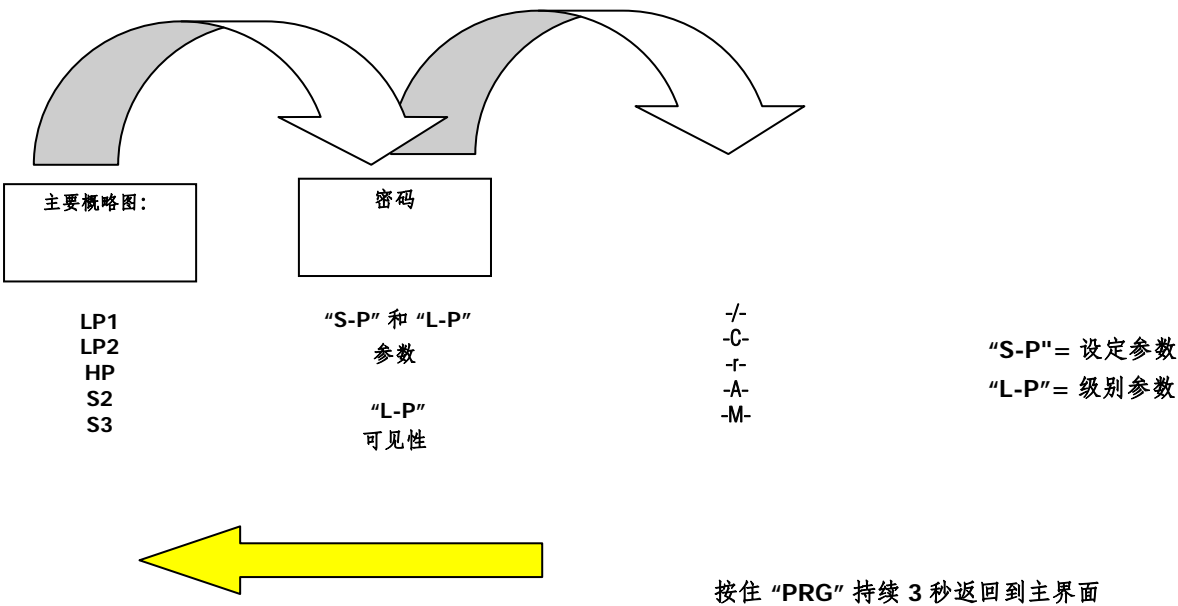 主要概略图：
密码
LP1
LP2
HP
S2
S3
“S-P” 和 “L-P”
参数
“L-P”
可见性
-/-
-C-
-r-
-A-
-M-
“S-P"= 设定参数
“L-P”= 级别参数
按住 “PRG” 持续 3 秒返回到主界面